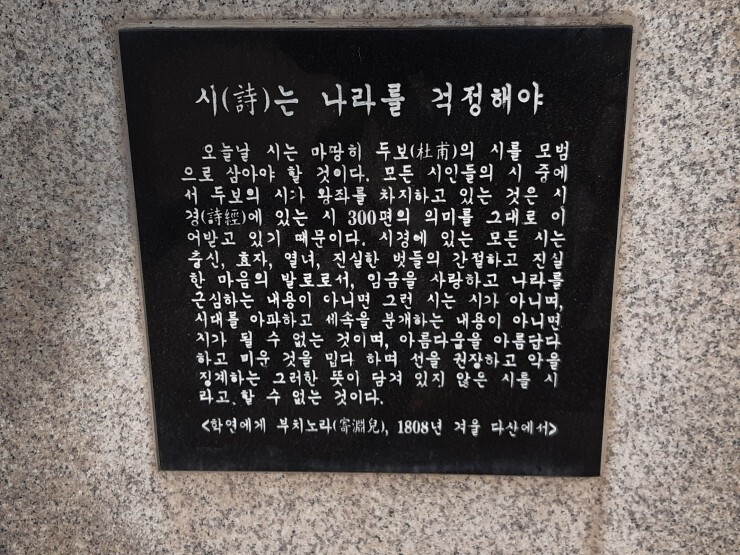 시(詩)는 나라를 걱정해야
오늘날 시는 마땅히 두보(杜甫)의 시를 모범
으로 삼아야 할 것이다. 모든 시인들의 시 중에
서 두보의 시가 왕좌를 차지하고 있는 것은 시
경(詩經)에 있는 시 300편의 의미를 그대로 이
어받고 있기 때문이다. 시경에 있는 모든 시는
충신, 효자, 열녀, 진실한 벗들의 간절하고 진실
한 마음의 발로로서, 임금을 사랑하고 나라를
근심하는 내용이 아니면 그런 시는 시가 아니며,
시대를 아파하고 세속을 분개하는 내용이 아니면
시가 될 수 없는 것이며, 아름다움을 아름답다
하고 미운 것을 밉다 하며 선을 권장하고 악을
징계하는 그러한 뜻이 담겨 있지 않은 시를 시
라고 할 수 없는 것이다.
<학연에게 부치노라(寄淵兒), 1808년 겨울 다산에서>